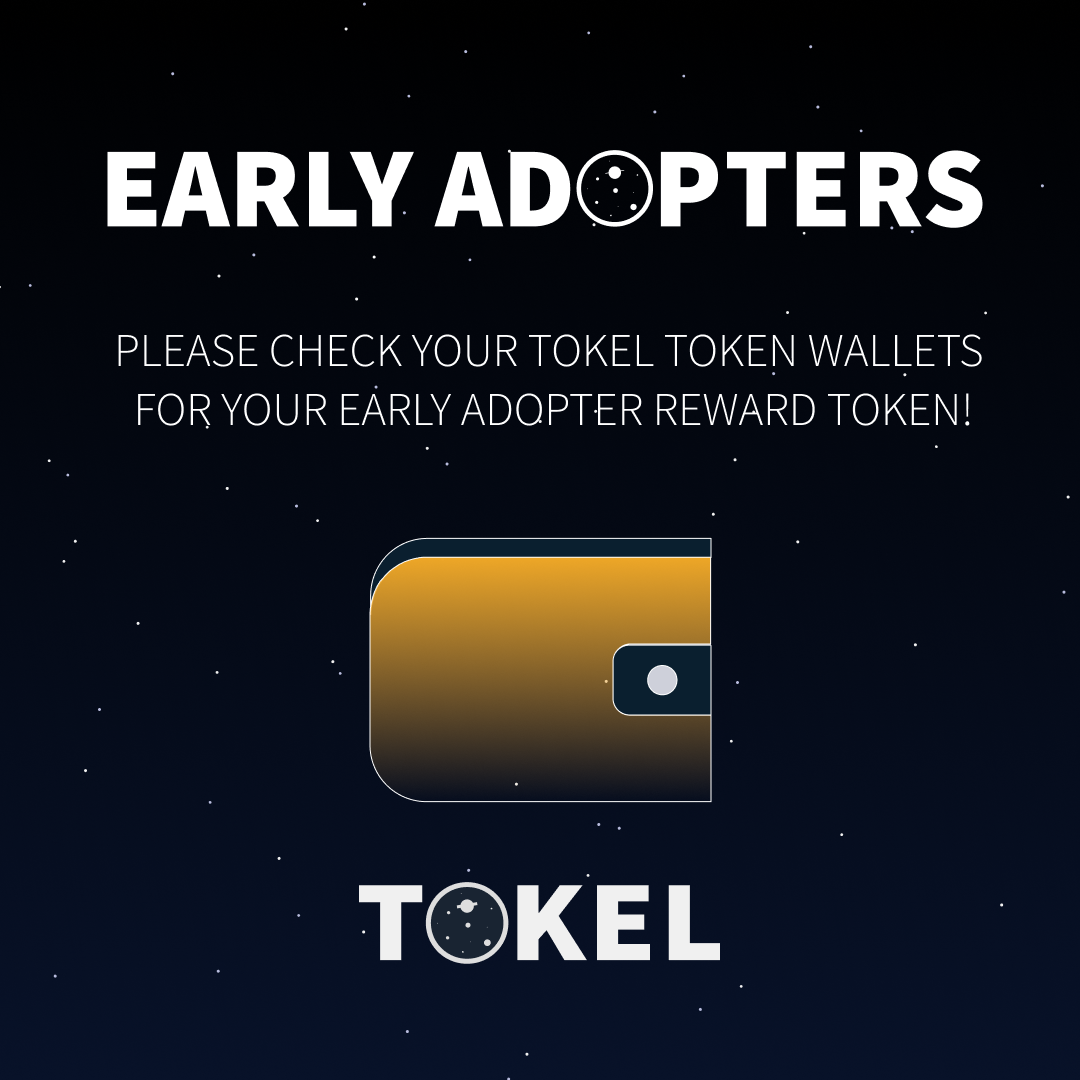 EARLY ADOPTERS
PLEASE CHECK YOUR TOKEL TOKEN WALLETS
FOR YOUR EARLY ADOPTER REWARD TOKEN!
TOKEL